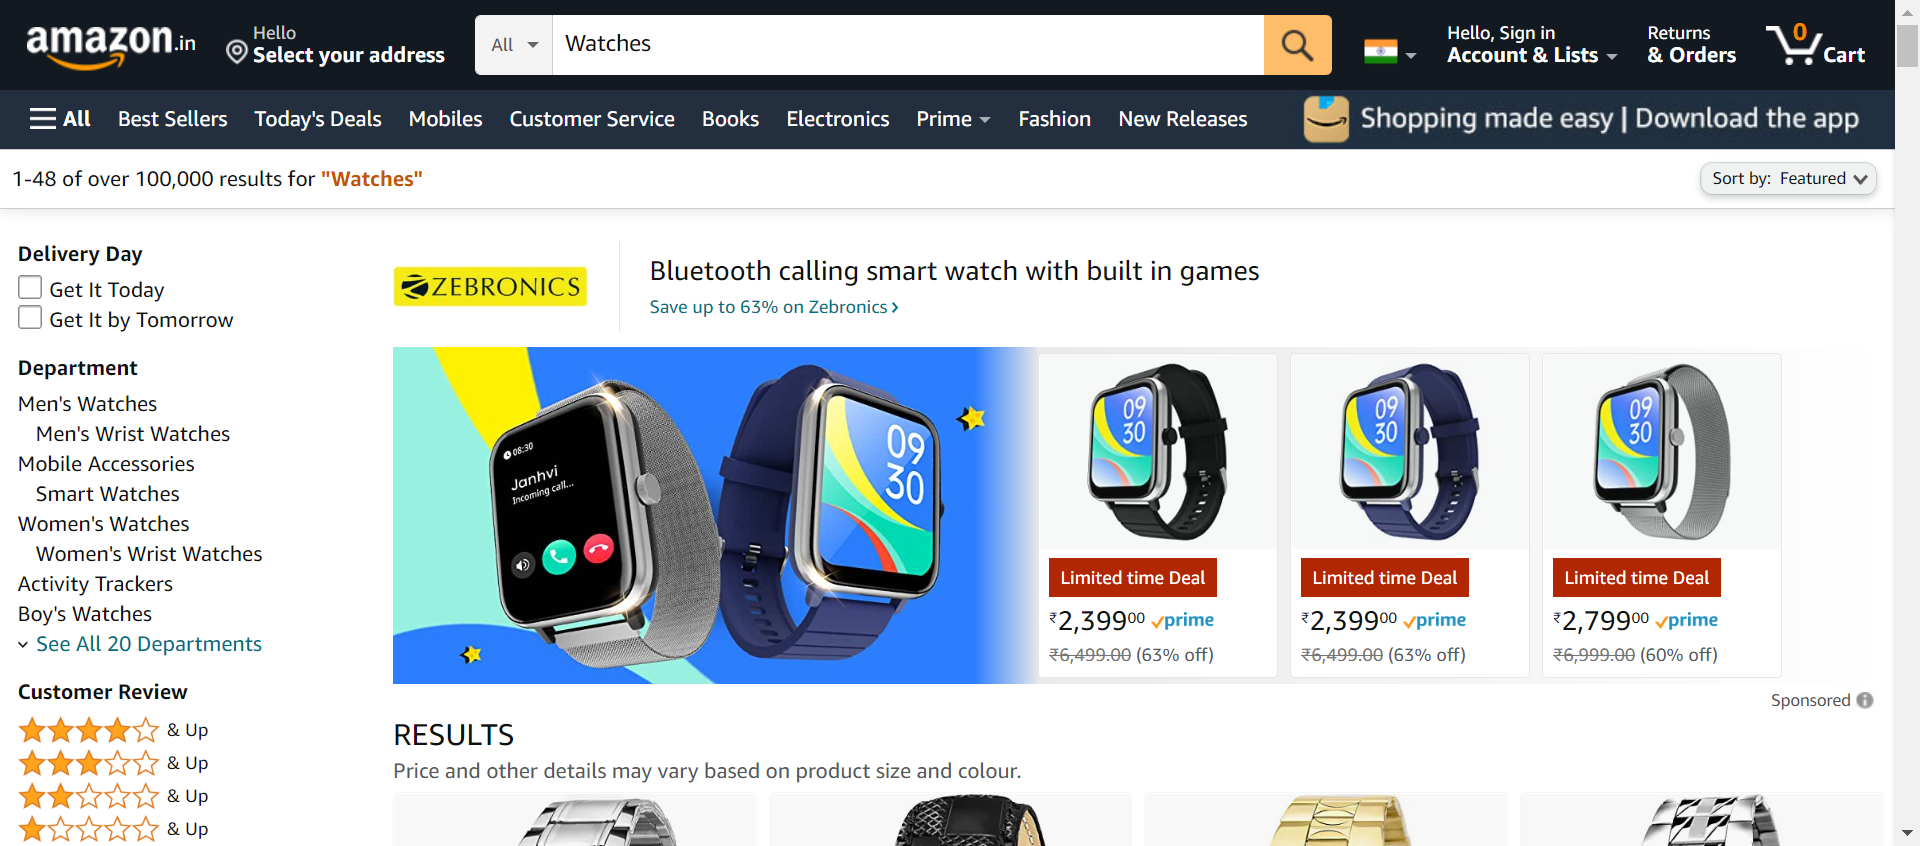 amazon.in
Hello
Select your address
All
Watches
Hello, Sign in
Account & Lists
Returns
& Orders
0
Cart
All
Best Sellers
Today's Deals
Mobiles
Customer Service
Books
Electronics
Prime
Fashion
New Releases
Shopping made easy | Download the app
1-48 of over 100,000 results for "Watches"
Sort by: Featured
Delivery Day
Get It Today
Get It by Tomorrow
Department
Men's Watches
Men's Wrist Watches
Mobile Accessories
Smart Watches
Women's Watches
Women's Wrist Watches
Activity Trackers
Boy's Watches
See All 20 Departments
Customer Review
& Up
& Up
& Up
& Up
ZEBRONICS
Bluetooth calling smart watch with built in games
Save up to 63% on Zebronics
08:30
Janhvi
Incoming call...
09
30
09
30
Limited time Deal
₹2,39900 prime
₹6,499.00 (63% off)
09
30
Limited time Deal
₹2,39900 prime
₹6,499.00 (63% off)
09
30
Limited time Deal
₹2,79900 prime
₹6,999.00 (60% off)
Sponsored
RESULTS
Price and other details may vary based on product size and colour.